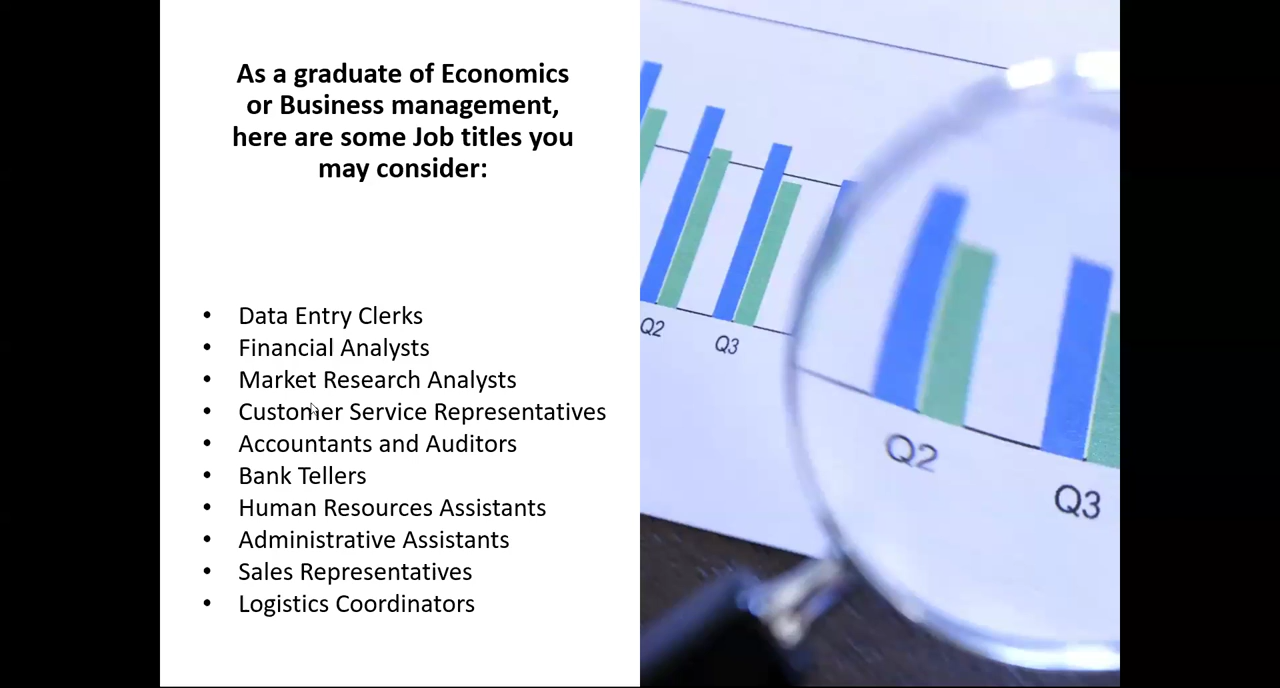 As a graduate of Economics
or Business management,
here are some Job titles you
may consider:
• Data Entry Clerks
• Financial Analysts
• Market Research Analysts
• Customer Service Representatives
• Accountants and Auditors
• Bank Tellers
• Human Resources Assistants
• Administrative Assistants
• Sales Representatives
• Logistics Coordinators
Q2
Q3
Q2
Q3